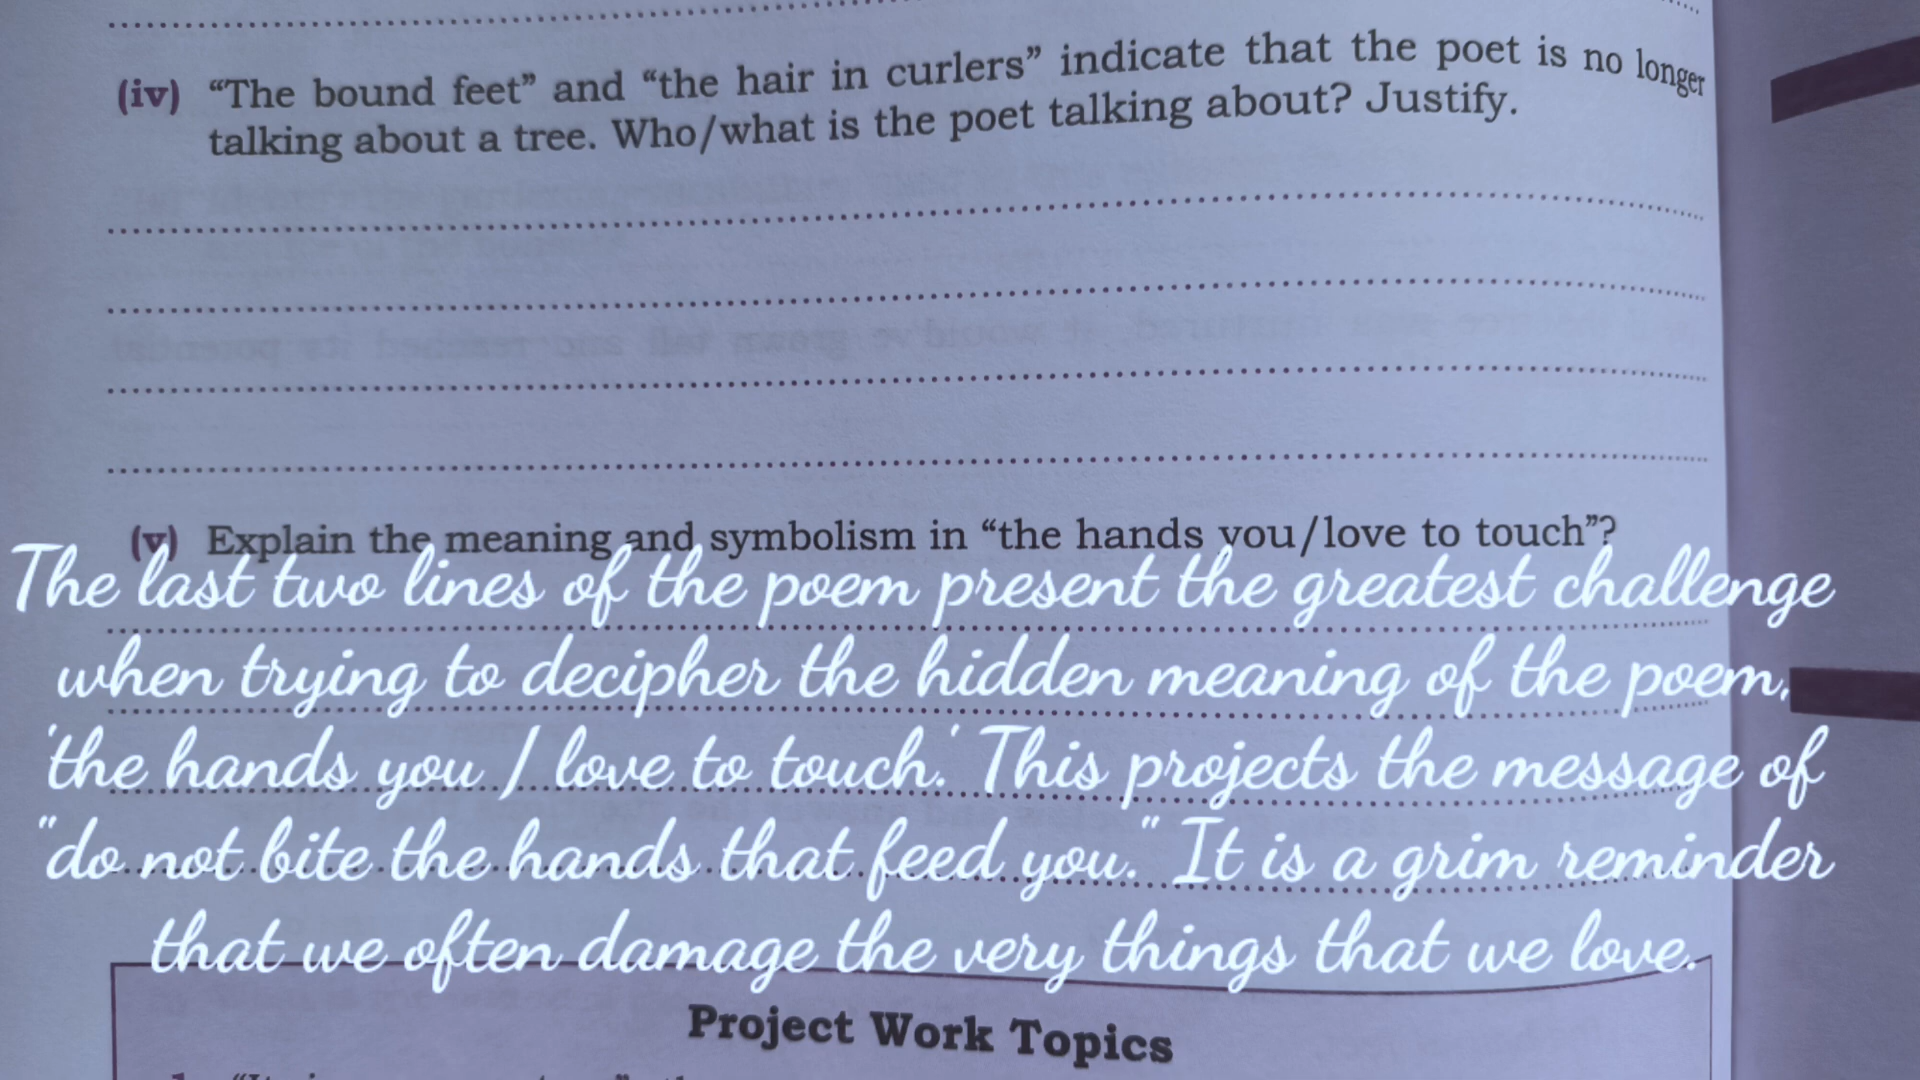 (iv) “The bound feet” and “the hair in curlers” indicate that the poet is no longer
talking about a tree. Who/what is the poet talking about? Justify.
(v) Explain the meaning and symbolism in “the hands you/love to touch”?
The last two lines of the poem present the greatest challenge
when trying to decipher the hidden meaning of the poem,
'the hands you / love to touch.' This projects the message of
"do not bite the hands that feed you." It is a grim reminder
that we often damage the very things that we love.
Project Work Topics